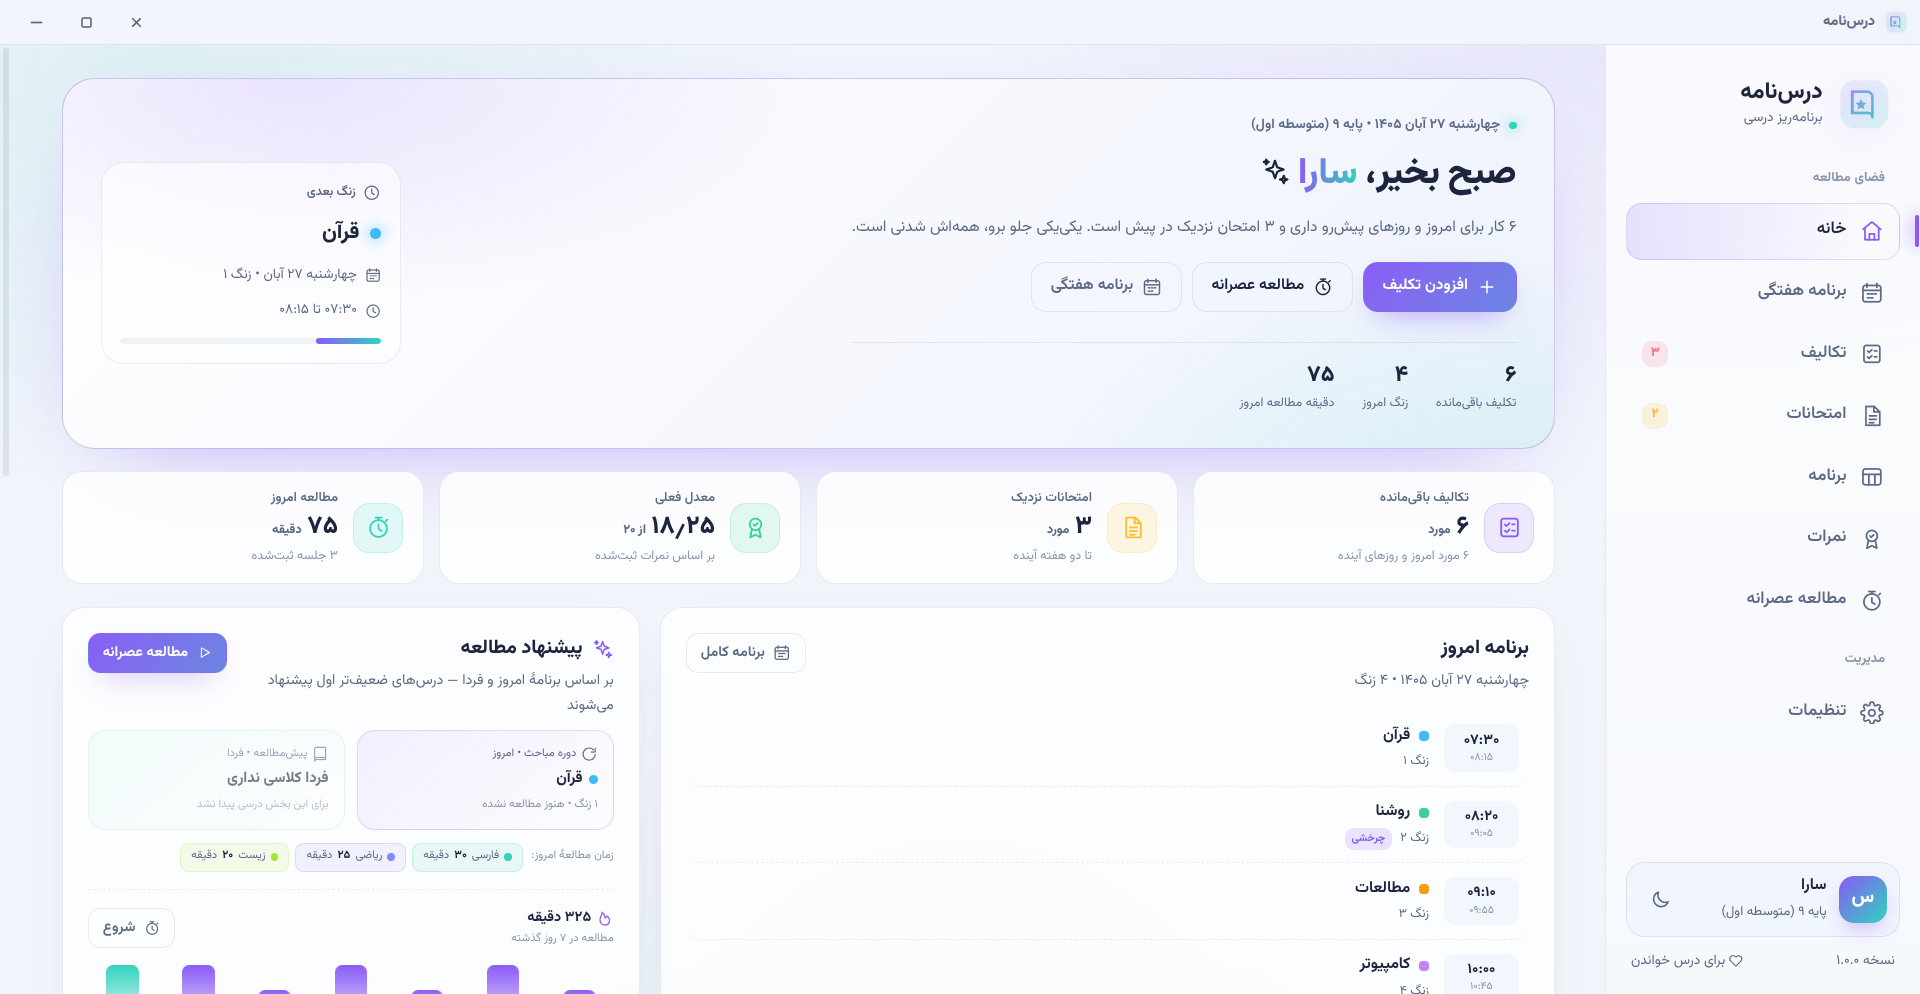 درس‌نامه
درس‌نامه
برنامه‌ریز درسی
فضای مطالعه
خانه
برنامه هفتگی
تکالیف
۳
امتحانات
۲
برنامه
نمرات
مطالعه عصرانه
مدیریت
تنظیمات
س
سارا
پایه ۹ (متوسطه اول)
نسخه ۱.۰.۰
برای درس خواندن
چهارشنبه ۲۷ آبان ۱۴۰۵ • پایه ۹ (متوسطه اول)
صبح بخیر، سارا
۶ کار برای امروز و روزهای پیش‌رو داری و ۳ امتحان نزدیک در پیش است. یکی‌یکی جلو برو، همه‌اش شدنی است.
افزودن تکلیف
مطالعه عصرانه
برنامه هفتگی
۶
تکلیف باقی‌مانده
۴
زنگ امروز
۷۵
دقیقه مطالعه امروز
زنگ بعدی
قرآن
چهارشنبه ۲۷ آبان • زنگ ۱
۰۷:۳۰ تا ۰۸:۱۵
تکالیف باقی‌مانده
۶ مورد
۶ مورد امروز و روزهای آینده
امتحانات نزدیک
۳ مورد
تا دو هفته آینده
معدل فعلی
۱۸٫۲۵ از ۲۰
بر اساس نمرات ثبت‌شده
مطالعه امروز
۷۵ دقیقه
۳ جلسه ثبت‌شده
برنامه امروز
چهارشنبه ۲۷ آبان ۱۴۰۵ • ۴ زنگ
برنامه کامل
۰۷:۳۰
۰۸:۱۵
قرآن
زنگ ۱
۰۸:۲۰
۰۹:۰۵
روشنا
زنگ ۲
چرخشی
۰۹:۱۰
۰۹:۵۵
مطالعات
زنگ ۳
۱۰:۰۰
۱۰:۴۵
کامپیوتر
زنگ ۴
پیشنهاد مطالعه
بر اساس برنامهٔ امروز و فردا — درس‌های ضعیف‌تر اول پیشنهاد
می‌شوند
مطالعه عصرانه
دوره مباحث • امروز
قرآن
۱ زنگ • هنوز مطالعه نشده
پیش‌مطالعه • فردا
فردا کلاسی نداری
برای این بخش درسی پیدا نشد
زمان مطالعهٔ امروز:
فارسی ۳۰ دقیقه
ریاضی ۲۵ دقیقه
زیست ۲۰ دقیقه
۳۲۵ دقیقه
مطالعه در ۷ روز گذشته
شروع